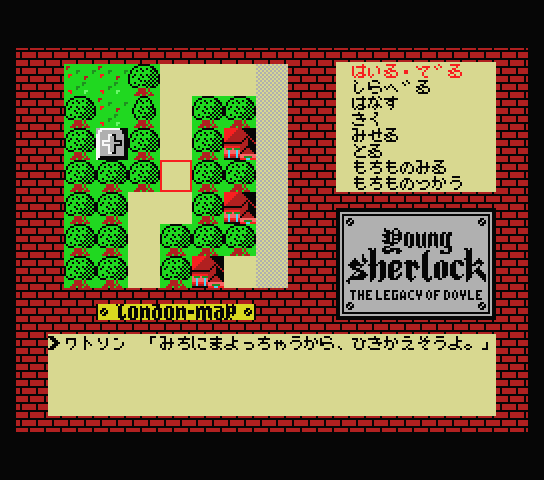 はいる・でる
しらべる
はなす
きく
みせる
とる
もちものみる
もちものつかう
Young
Sherlock
THE LEGACY OF DOYLE
London-map
ワトソン 「みちにまよっちゃうから、ひきかえそうよ。」